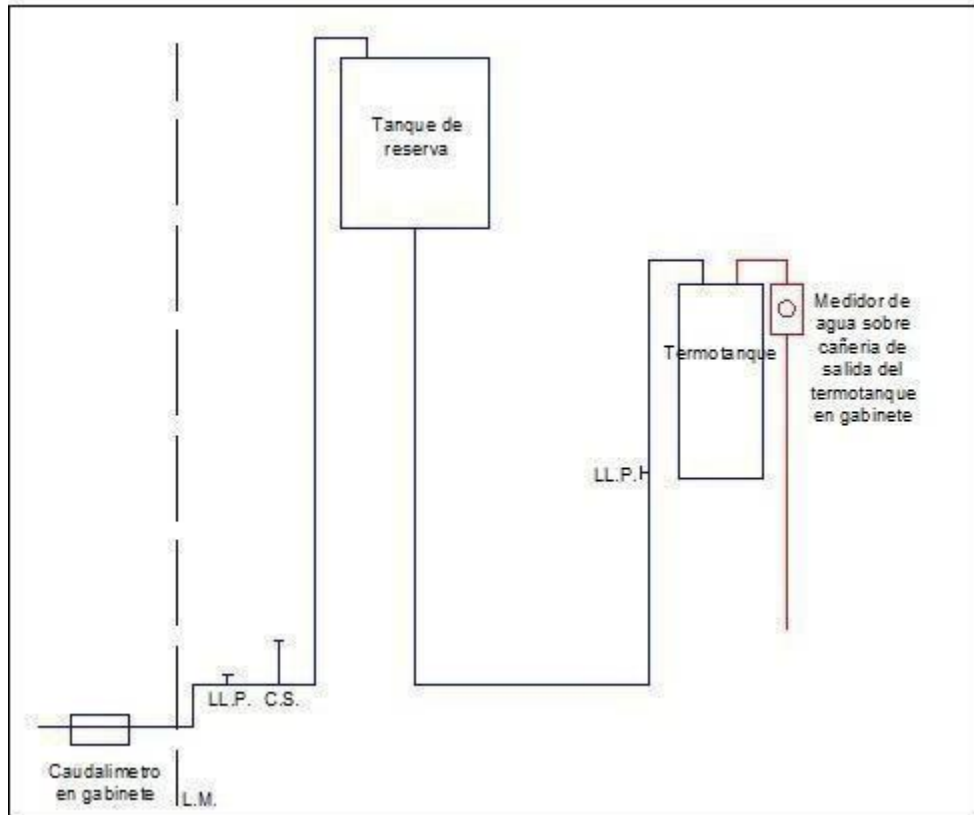 Tanque de
reserva
Medidor de
agua sobre
cañeria de
salida del
termotanque
en gabinete
Termotanque
LL.P.
LL.P.
C.S.
Caudalimetro
en gabinete
L.M.